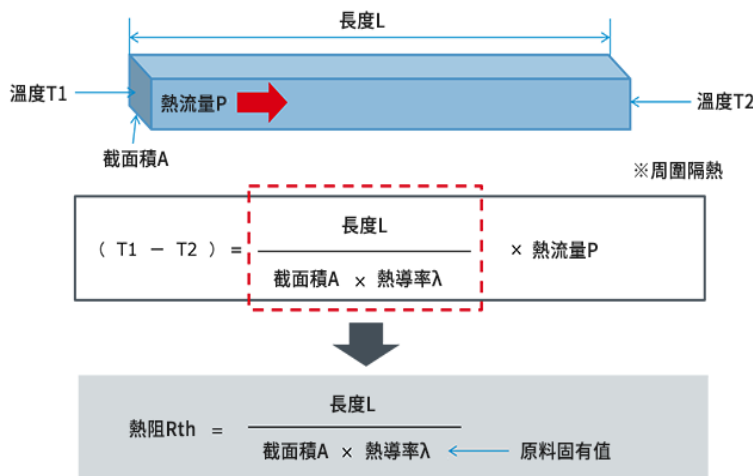 長度L
溫度T1
熱流量P
溫度T2
截面積A
※周圍隔熱
長度L
( T1 － T2 ) =
× 熱流量P
截面積A × 熱導率λ
長度L
熱阻Rth =
截面積A × 熱導率λ
原料固有值